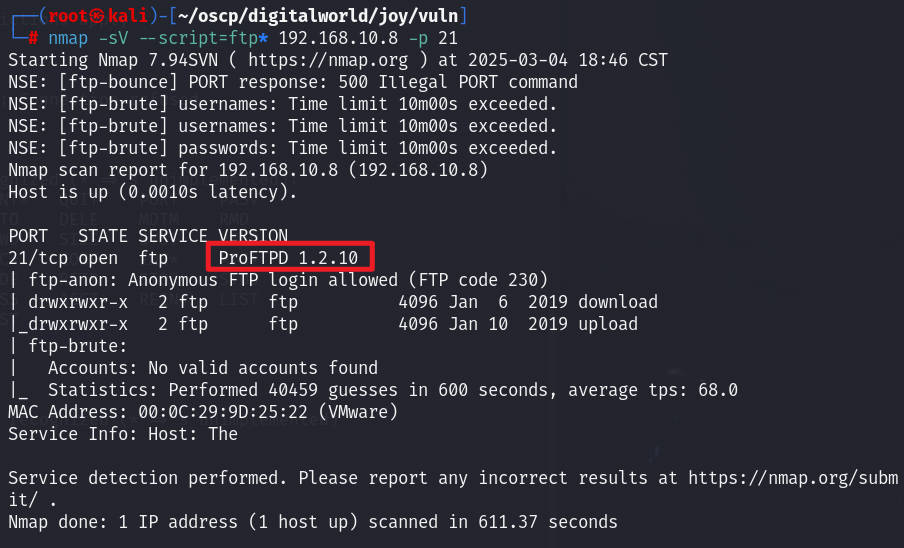 ┌──(root㉿kali)-[~/oscp/digitalworld/joy/vuln]
└─# nmap -sV --script=ftp* 192.168.10.8 -p 21
Starting Nmap 7.94SVN ( https://nmap.org ) at 2025-03-04 18:46 CST
NSE: [ftp-bounce] PORT response: 500 Illegal PORT command
NSE: [ftp-brute] usernames: Time limit 10m00s exceeded.
NSE: [ftp-brute] usernames: Time limit 10m00s exceeded.
NSE: [ftp-brute] passwords: Time limit 10m00s exceeded.
Nmap scan report for 192.168.10.8 (192.168.10.8)
Host is up (0.0010s latency).

PORT   STATE SERVICE VERSION
21/tcp open  ftp     ProFTPD 1.2.10
| ftp-anon: Anonymous FTP login allowed (FTP code 230)
| drwxrwxr-x   2 ftp      ftp          4096 Jan  6  2019 download
|_drwxrwxr-x   2 ftp      ftp          4096 Jan 10  2019 upload
| ftp-brute:
|   Accounts: No valid accounts found
|_  Statistics: Performed 40459 guesses in 600 seconds, average tps: 68.0
MAC Address: 00:0C:29:9D:25:22 (VMware)
Service Info: Host: The

Service detection performed. Please report any incorrect results at https://nmap.org/subm
it/ .
Nmap done: 1 IP address (1 host up) scanned in 611.37 seconds